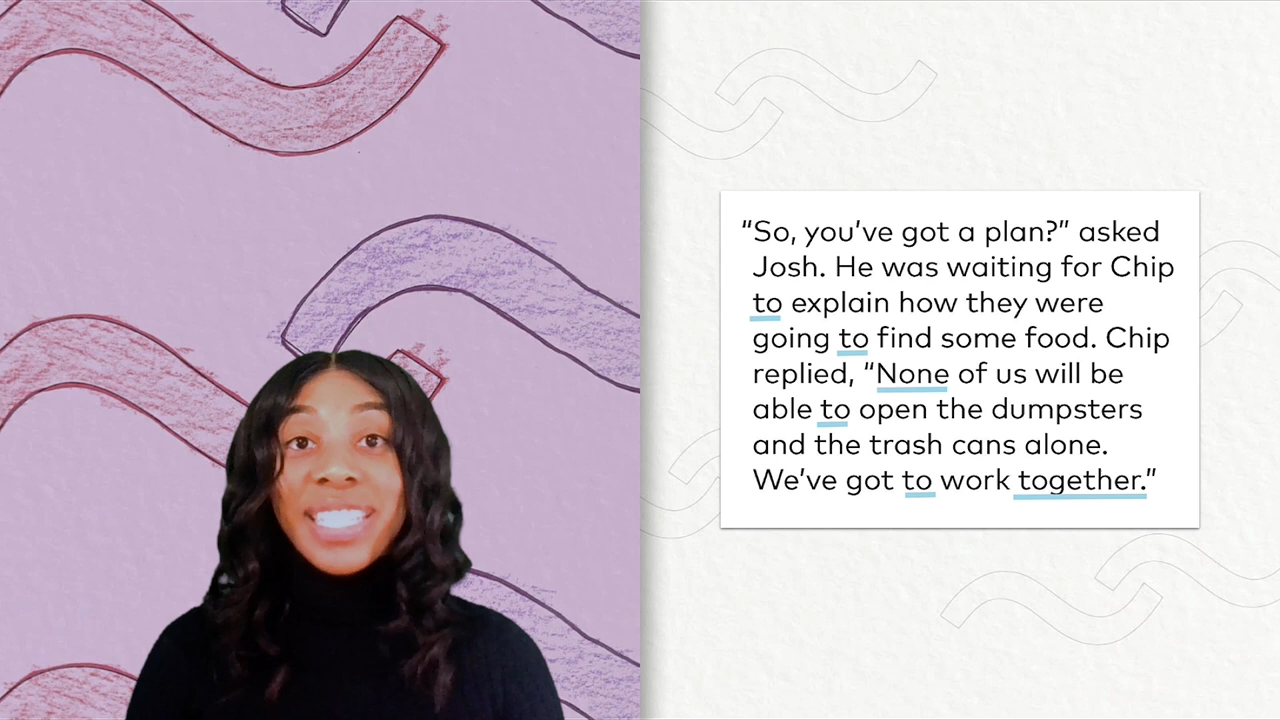 “So, you’ve got a plan?” asked
Josh. He was waiting for Chip
to explain how they were
going to find some food. Chip
replied, “None of us will be
able to open the dumpsters
and the trash cans alone.
We’ve got to work together.”